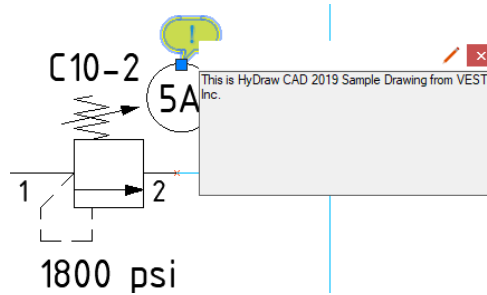 !
C10-2
5A
This is HyDraw CAD 2019 Sample Drawing from VEST
Inc.
1
2
1800 psi